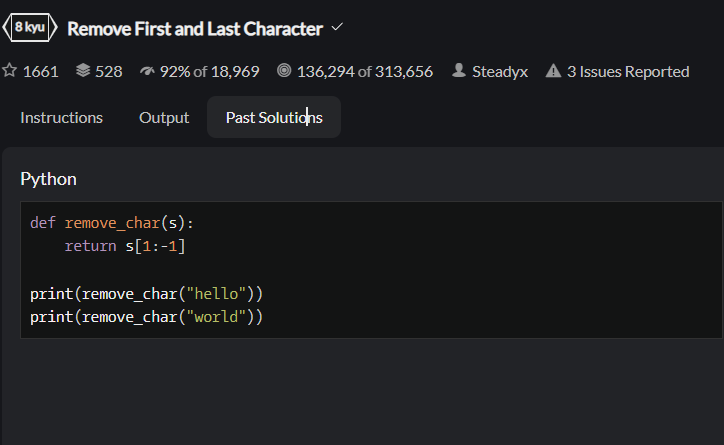 8 kyu Remove First and Last Character
1661 528 92% of 18,969 136,294 of 313,656 Steadyx 3 Issues Reported
Instructions Output Past Solutions
Python
def remove_char(s):
    return s[1:-1]
print(remove_char("hello"))
print(remove_char("world"))